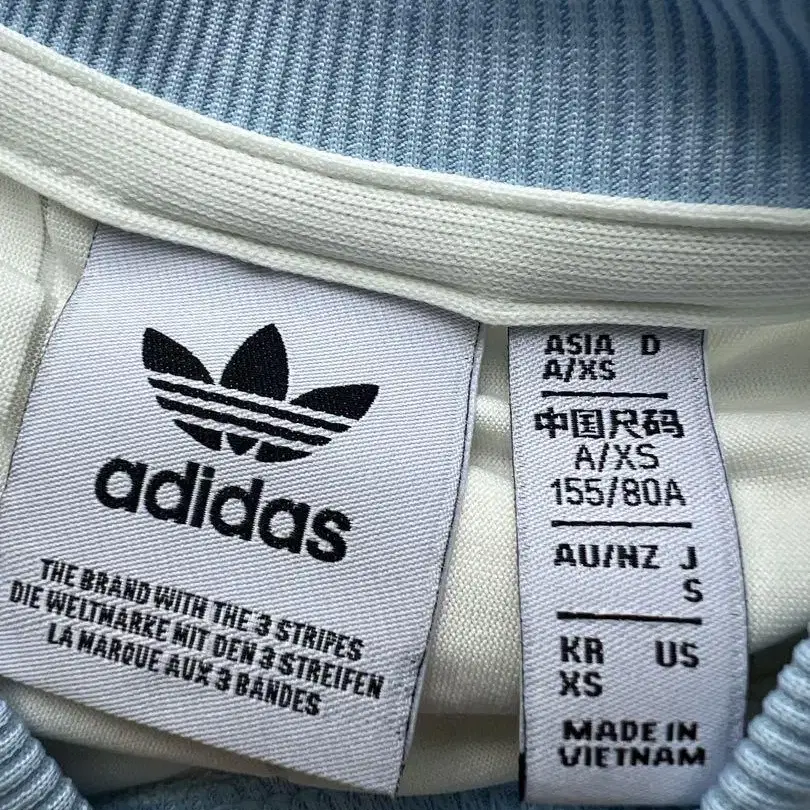 adidas
THE BRAND WITH THE 3 STRIPES
DIE WELTMARKE MIT DEN 3 STREIFEN
LA MARQUE AUX 3 BANDES
ASIA D
A/XS
中国尺码
A/XS
155/80A
AU/NZ J
S
KR US
XS
MADE IN
VIETNAM